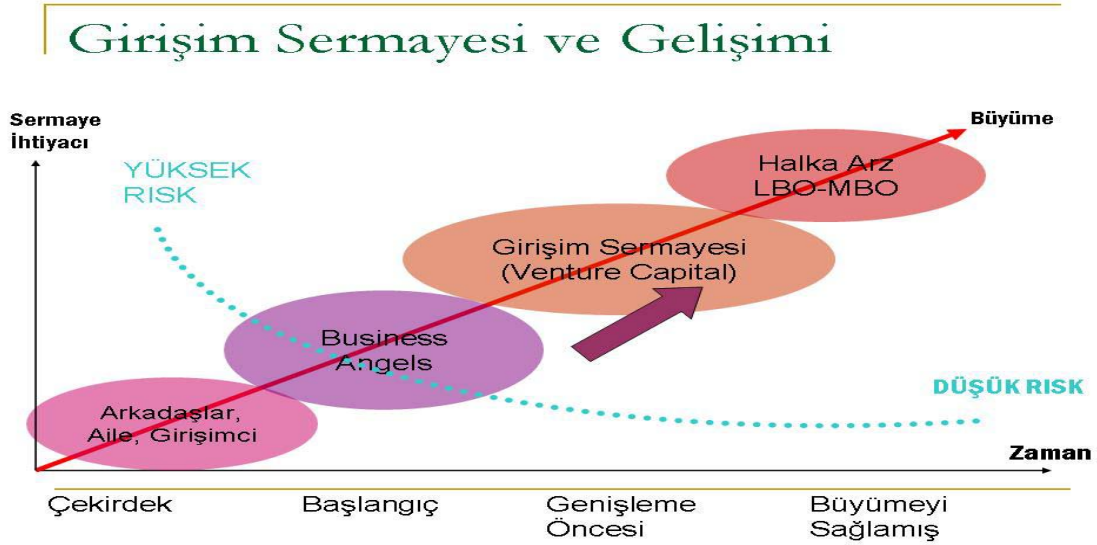 Girişim Sermayesi ve Gelişimi
Sermaye
İhtiyacı
Büyüme
YÜKSEK
RISK
Halka Arz
LBO-MBO
Girişim Sermayesi
(Venture Capital)
Business
Angels
DÜŞÜK RISK
Arkadaşlar,
Aile, Girişimci
Zaman
Çekirdek
Başlangıç
Genişleme
Öncesi
Büyümeyi
Sağlamış